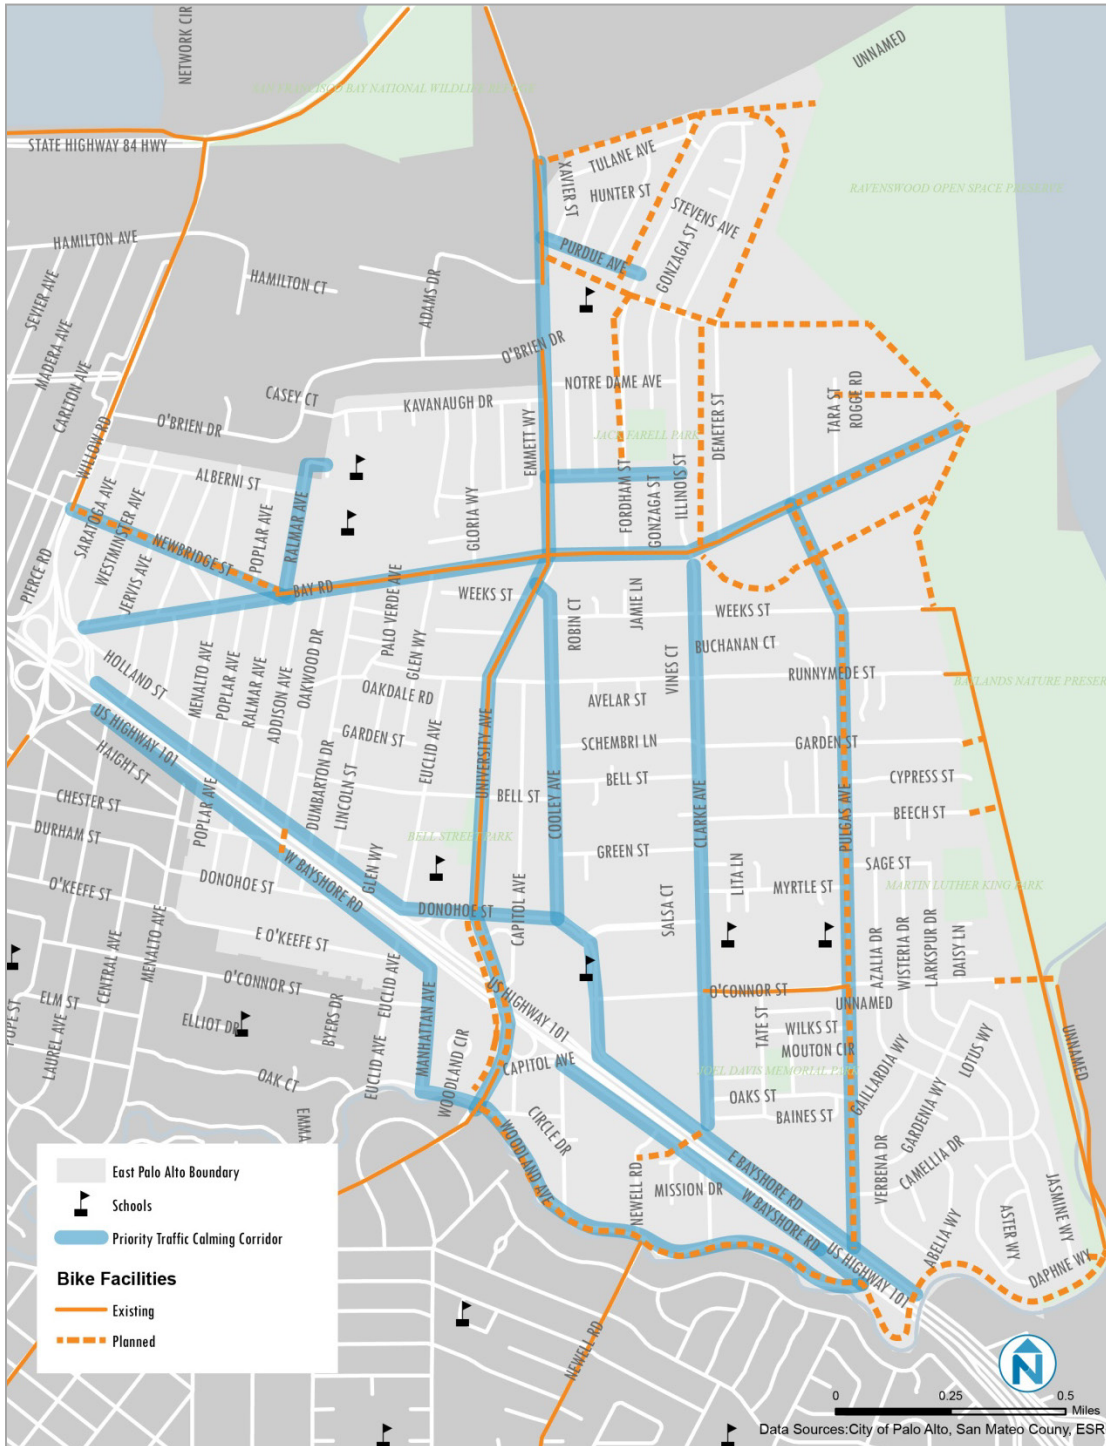 NETWORK CIR
UNNAMED
SAN FRANCISCO BAY NATIONAL WILDLIFE REFUGE
STATE HIGHWAY 84 HWY
TULANE AVE
XAVIER ST
HUNTER ST
RAVENSWOOD OPEN SPACE PRESERVE
STEVENS AVE
HAMILTON AVE
PURDUE AVE
GONZAGA ST
SEVIER AVE
HAMILTON CT
ADAMS DR
MADERA AVE
O'BRIEN DR
CARLTON AVE
NOTRE DAME AVE
CASEY CT
KAVANAUGH DR
DEMETER ST
TARA ST
ROGGE RD
WILLOW RD
O'BRIEN DR
EMMETT WY
JACK FARELL PARK
ALBERNI ST
SARATOGA AVE
WESTMINSTER AVE
POPLAR AVE
RALMAR AVE
GLORIA WY
FORDHAM ST
GONZAGA ST
ILLINOIS ST
NEWBRIDGE ST
PIERCE RD
JERVIS AVE
BAY RD
PALO VERDE AVE
WEEKS ST
ROBIN CT
JAMIE LN
WEEKS ST
BUCHANAN CT
GLEN WY
HOLLAND ST
MENALTO AVE
POPLAR AVE
RALMAR AVE
ADDISON AVE
OAKWOOD DR
OAKDALE RD
VINES CT
RUNNYMEDE ST
BAYLANDS NATURE PRESER
AVELAR ST
US HIGHWAY 101
GARDEN ST
EUCLID AVE
UNIVERSITY AVE
SCHEMBRI LN
GARDEN ST
HAIGHT ST
DUMBARTON DR
LINCOLN ST
BELL ST
BELL ST
COOLEY AVE
CLARKE AVE
PULGAS AVE
CYPRESS ST
CHESTER ST
POPLAR AVE
BEECH ST
DURHAM ST
BELL STREET PARK
GREEN ST
LITA LN
SAGE ST
W BAYSHORE RD
GLEN WY
DONOHOE ST
MYRTLE ST
MARTIN LUTHER KING PARK
O'KEEFE ST
DONOHOE ST
CAPITOL AVE
SALSA CT
CENTRAL AVE
MENALTO AVE
E O'KEEFE ST
AZALIA DR
WISTERIA DR
LARKSPUR DR
DAISY LN
O'CONNOR ST
EUCLID AVE
US HIGHWAY 101
O'CONNOR ST
POPE ST
ELM ST
UNNAMED
ELLIOT DR
BYERS DR
MANHATTAN AVE
TATE ST
WILKS ST
LAUREL AVE
MOUTON CIR
UNNAMED
EUCLID AVE
WOODLAND CIR
CAPITOL AVE
JOEL DAVIS MEMORIAL PARK
GAILLARDIA WY
LOTUS WY
OAK CT
OAKS ST
GARDENIA WY
BAINES ST
EMMA
CIRCLE DR
WOODLAND AVE
E BAYSHORE RD
VERBENA DR
CAMELLIA DR
NEWELL RD
MISSION DR
W BAYSHORE RD
JASMINE WY
ASTER WY
ABELIA WY
US HIGHWAY 101
DAPHNE WY
NEWELL RD
East Palo Alto Boundary
Schools
Priority Traffic Calming Corridor
Bike Facilities
Existing
Planned
N
0 0.25 0.5
Miles
Data Sources:City of Palo Alto, San Mateo Couny, ESR